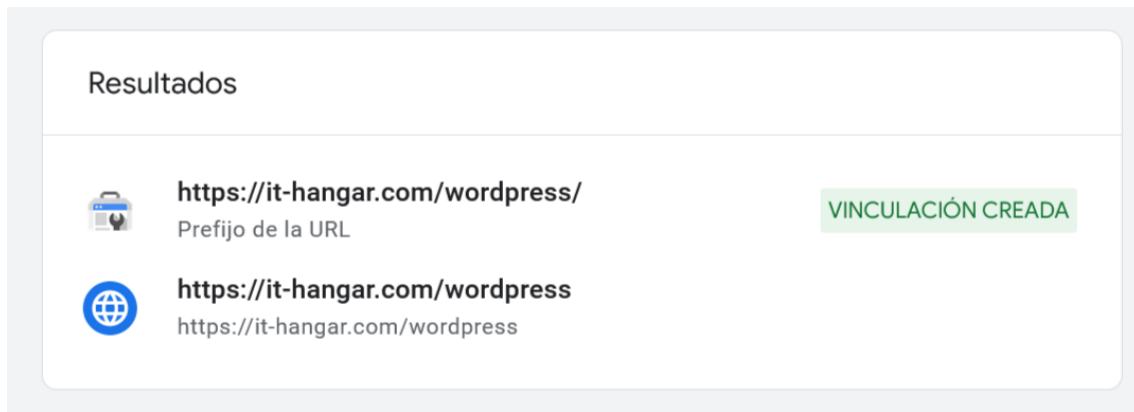 Resultados
https://it-hangar.com/wordpress/
Prefijo de la URL
VINCULACIÓN CREADA
https://it-hangar.com/wordpress
https://it-hangar.com/wordpress